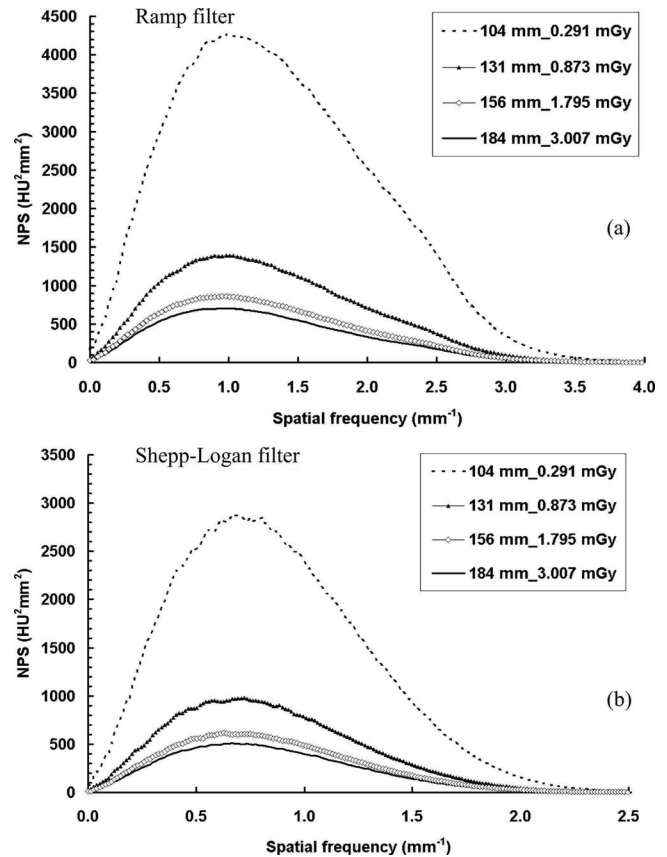 Ramp filter
4500
4000
3500
3000
2500
2000
1500
1000
500
0
NPS (HU²mm²)
104 mm_0.291 mGy
131 mm_0.873 mGy
156 mm_1.795 mGy
184 mm_3.007 mGy
(a)
0.0 0.5 1.0 1.5 2.0 2.5 3.0 3.5 4.0
Spatial frequency (mm⁻¹)
Shepp-Logan filter
3500
3000
2500
2000
1500
1000
500
0
NPS (HU²mm²)
104 mm_0.291 mGy
131 mm_0.873 mGy
156 mm_1.795 mGy
184 mm_3.007 mGy
(b)
0.0 0.5 1.0 1.5 2.0 2.5
Spatial frequency (mm⁻¹)